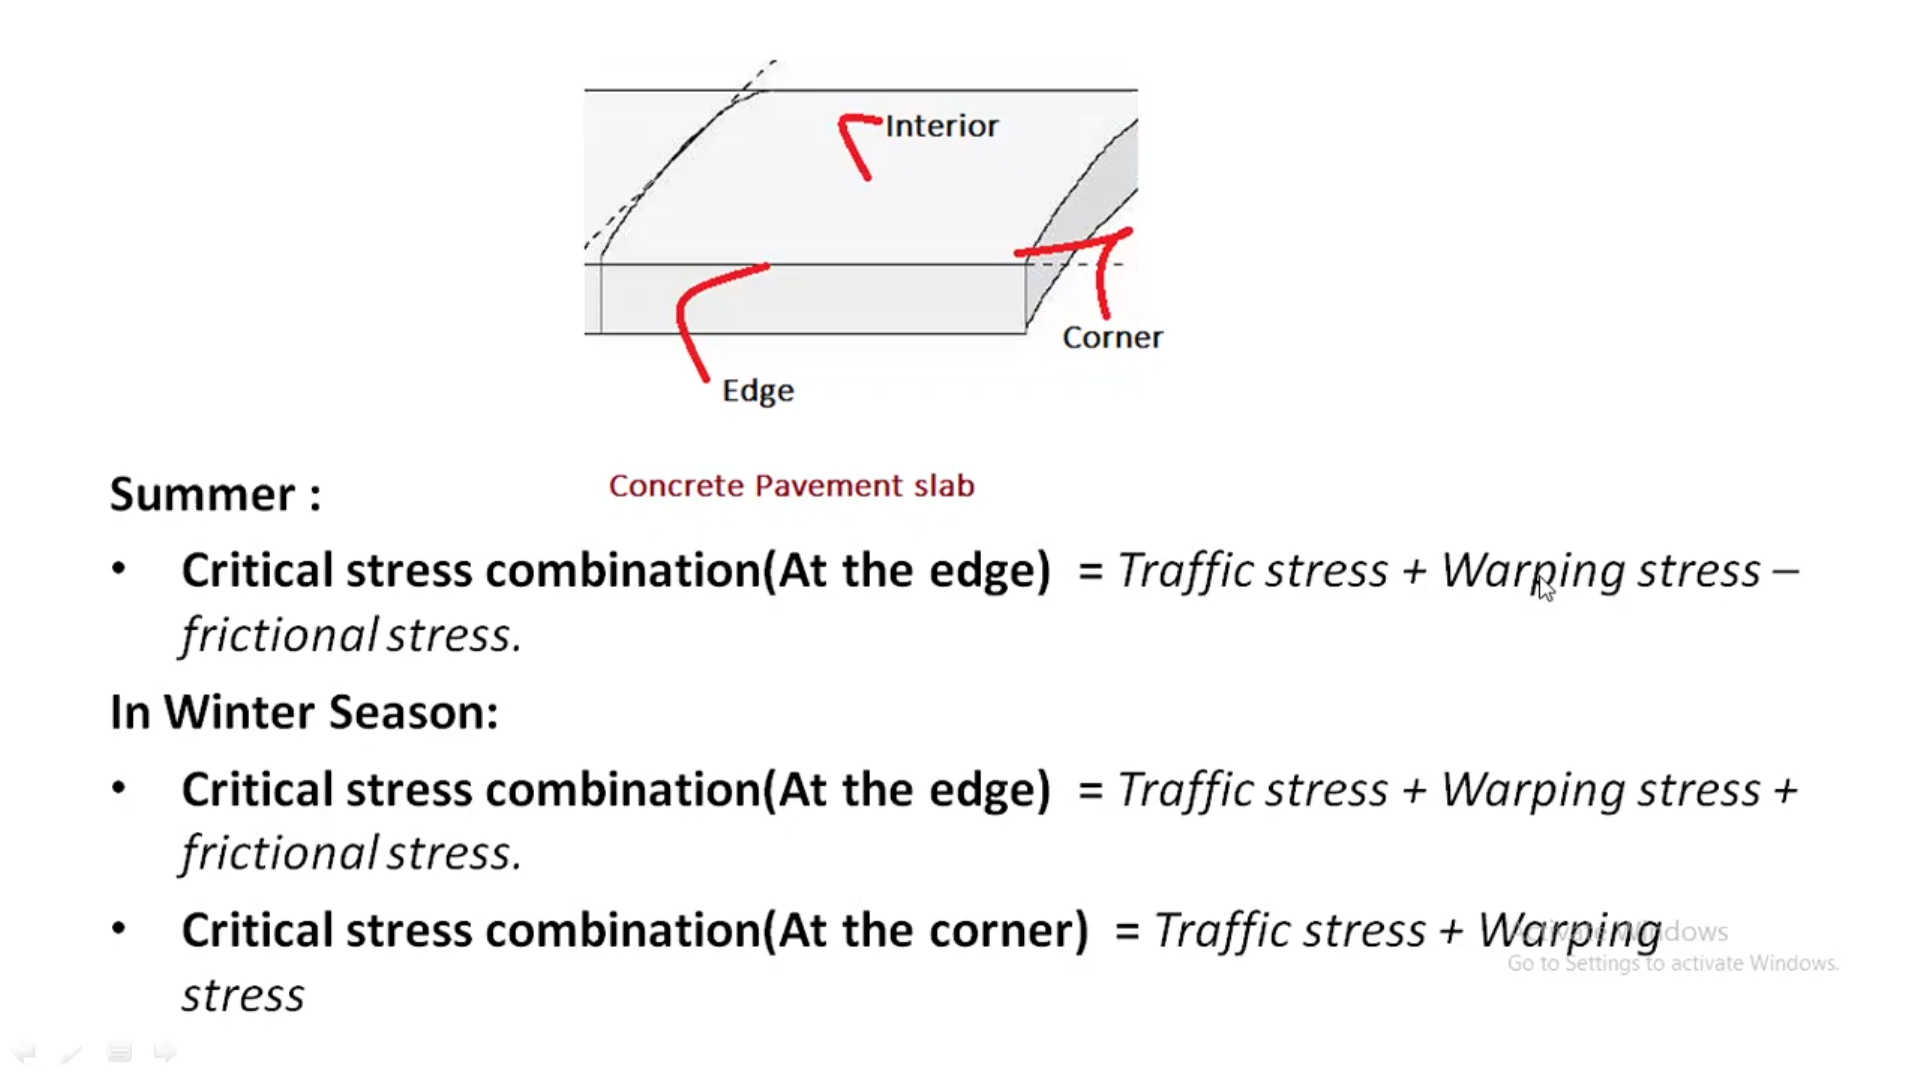 Interior
Corner
Edge
Concrete Pavement slab
Summer :
• Critical stress combination(At the edge) = Traffic stress + Warping stress –
frictional stress.
In Winter Season:
• Critical stress combination(At the edge) = Traffic stress + Warping stress +
frictional stress.
• Critical stress combination(At the corner) = Traffic stress + Warping
stress
Activate Windows
Go to Settings to activate Windows.